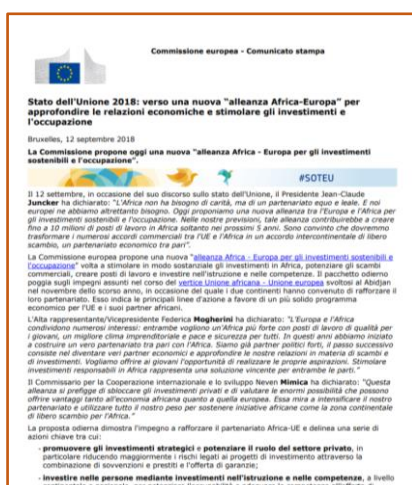 Commissione europea - Comunicato stampa
Stato dell'Unione 2018: verso una nuova "alleanza Africa-Europa" per
approfondire le relazioni economiche e stimolare gli investimenti e
l'occupazione
Bruxelles, 12 settembre 2018
La Commissione propone oggi una nuova "alleanza Africa - Europa per gli investimenti
sostenibili e l'occupazione".
#SOTEU
Il 12 settembre, in occasione del suo discorso sullo stato dell'Unione, il Presidente Jean-Claude
Juncker ha dichiarato: "L'Africa non ha bisogno di carità, ma di un partenariato equo e leale. E noi
europei ne abbiamo altrettanto bisogno. Oggi proponiamo una nuova alleanza tra l'Europa e l'Africa per
gli investimenti sostenibili e l'occupazione. Nelle nostre previsioni, tale alleanza contribuirebbe a creare
fino a 10 milioni di posti di lavoro in Africa soltanto nei prossimi 5 anni. Sono convinto che dovremmo
trasformare i numerosi accordi commerciali tra l'UE e l'Africa in un accordo intercontinentale di libero
scambio, un partenariato economico tra pari".
La Commissione europea propone una nuova "alleanza Africa - Europa per gli investimenti sostenibili e
l'occupazione" volta a stimolare in modo sostanziale gli investimenti in Africa, potenziare gli scambi
commerciali, creare posti di lavoro e investire nell'istruzione e nelle competenze. Il pacchetto odierno
poggia sugli impegni assunti nel corso del vertice Unione africana - Unione europea svoltosi ad Abidjan
nel novembre dello scorso anno, in occasione del quale i due continenti hanno convenuto di rafforzare il
loro partenariato. Esso indica le principali linee d'azione a favore di un più solido programma
economico per l'UE e i suoi partner africani.
L'Alta rappresentante/Vicepresidente Federica Mogherini ha dichiarato: "L'Europa e l'Africa
condividono numerosi interessi: entrambe vogliono un'Africa più forte con posti di lavoro di qualità per
i giovani, un migliore clima imprenditoriale e pace e sicurezza per tutti. In questi anni abbiamo iniziato
a costruire un vero partenariato tra pari con l'Africa. Siamo già partner politici forti, il passo successivo
consiste nel diventare veri partner economici e approfondire le nostre relazioni in materia di scambi e
di investimenti. Vogliamo offrire ai giovani l'opportunità di realizzare le proprie aspirazioni. Stimolare
investimenti responsabili in Africa rappresenta una soluzione vincente per entrambe le parti."
Il Commissario per la Cooperazione internazionale e lo sviluppo Neven Mimica ha dichiarato: "Questa
alleanza si prefigge di sbloccare gli investimenti privati e di valutare le enormi possibilità che possono
offrire vantaggi tanto all'economia africana quanto a quella europea. Essa mira a intensificare il nostro
partenariato e utilizzare tutto il nostro peso per sostenere iniziative africane come la zona continentale
di libero scambio per l'Africa."
La proposta odierna dimostra l'impegno a rafforzare il partenariato Africa-UE e delinea una serie di
azioni chiave tra cui:
- promuovere gli investimenti strategici e potenziare il ruolo del settore privato, in
particolare riducendo maggiormente i rischi legati ai progetti di investimento attraverso la
combinazione di sovvenzioni e prestiti e l'offerta di garanzie;
- investire nelle persone mediante investimenti nell'istruzione e nelle competenze, a livello